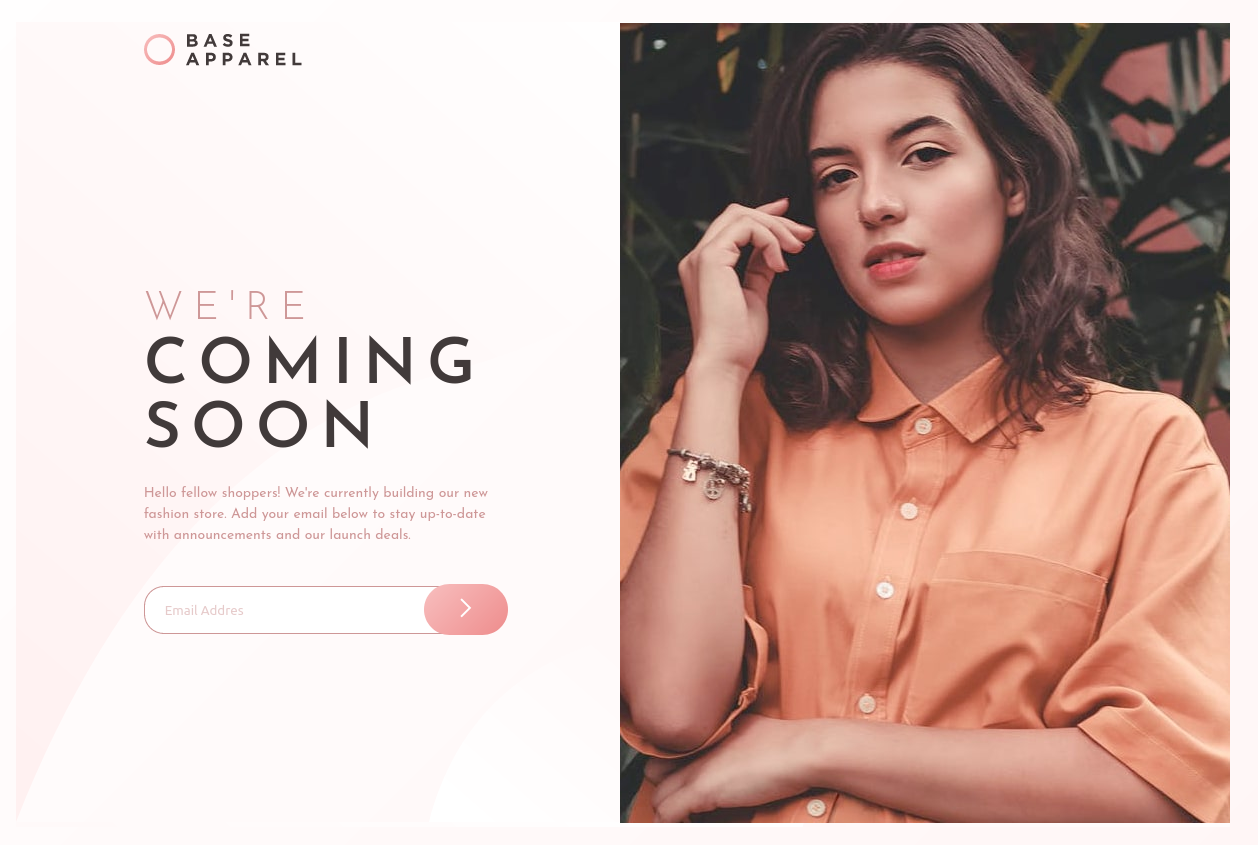 BASE
APPAREL
WE'RE
COMING
SOON
Hello fellow shoppers! We're currently building our new
fashion store. Add your email below to stay up-to-date
with announcements and our launch deals.
Email Addres